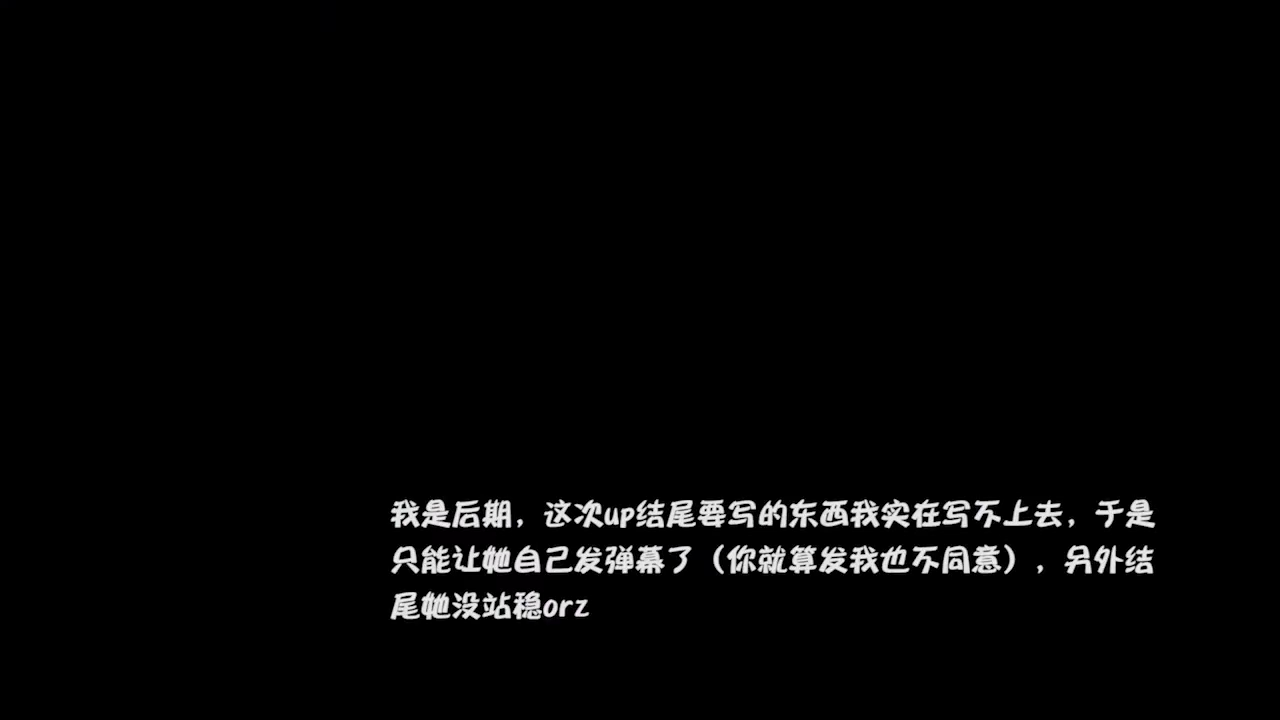 我是后期，这次up结尾要写的东西我实在写不上去，于是
只能让她自己发弹幕了（你就算发我也不同意），另外结
尾她没站稳orz